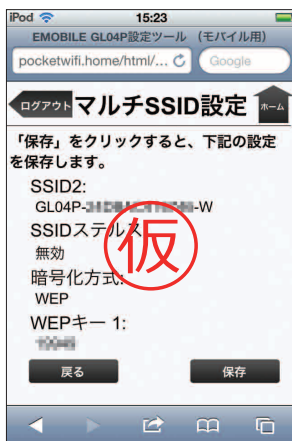 iPod 15:23
EMOBILE GL04P設定ツール （モバイル用）
pocketwifi.home/html/... Google
ログアウト マルチSSID設定 ホーム
「保存」をクリックすると、下記の設定
を保存します。
SSID2:
GL04P- -W
SSIDステルス
無効
暗号化方式:
WEP
WEPキー 1:
仮
戻る 保存